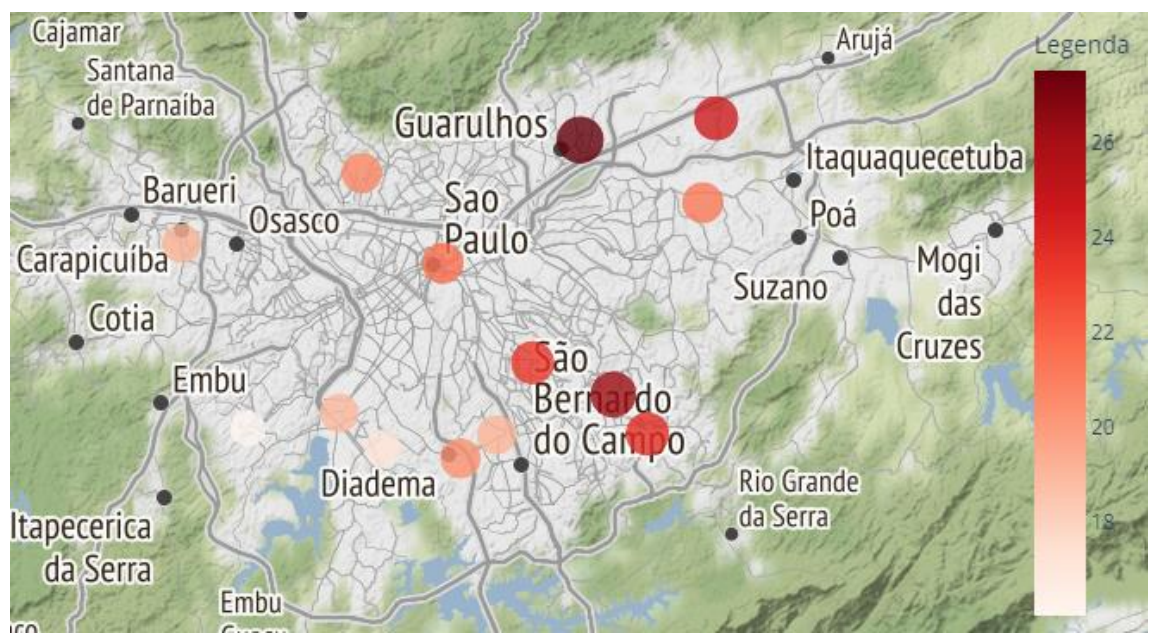 Cajamar
Arujá
Legenda
Santana
de Parnaíba
Guarulhos
26
Itaquaquecetuba
Barueri
Sao
Paulo
Osasco
Poá
24
Carapicuíba
Mogi
das
Cruzes
Suzano
Cotia
22
São
Bernardo
do Campo
Embu
20
Diadema
Rio Grande
da Serra
18
Itapecerica
da Serra
Embu